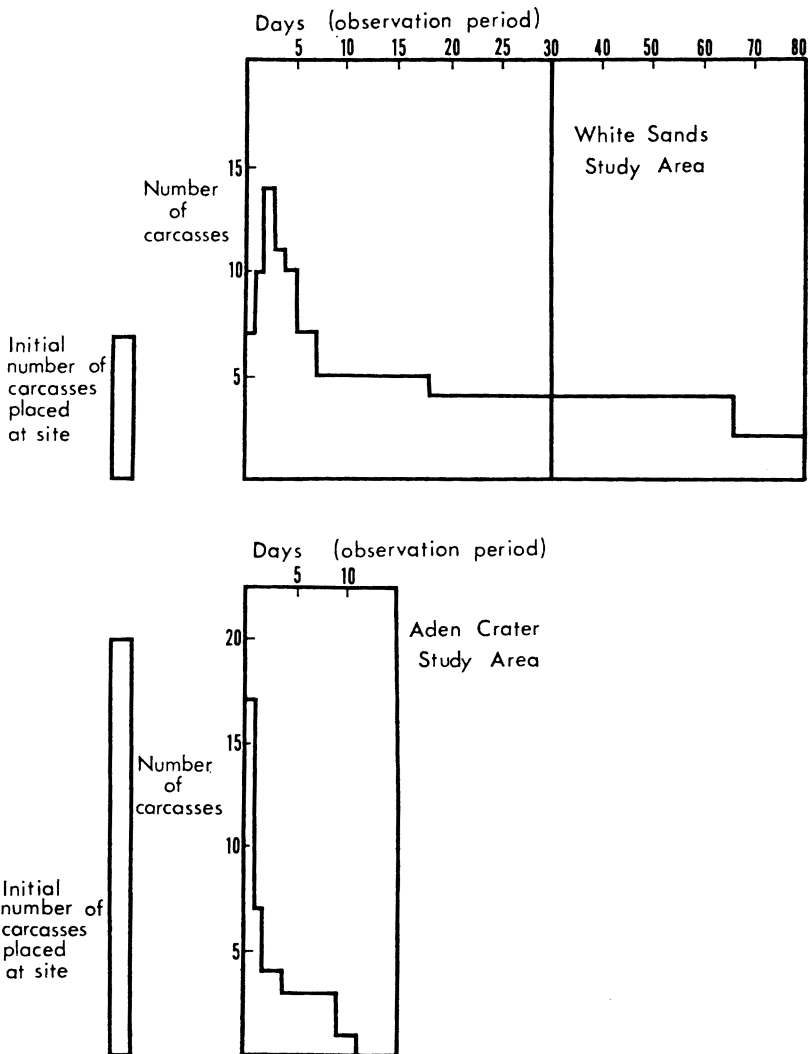 Days (observation period)
5 10 15 20 25 30 40 50 60 70 80
White Sands
Study Area
15
Number
of
carcasses
10
5
Initial
number of
carcasses
placed
at site
Days (observation period)
5 10
Aden Crater
Study Area
20
15
Number
of
carcasses
10
5
Initial
number of
carcasses
placed
at site